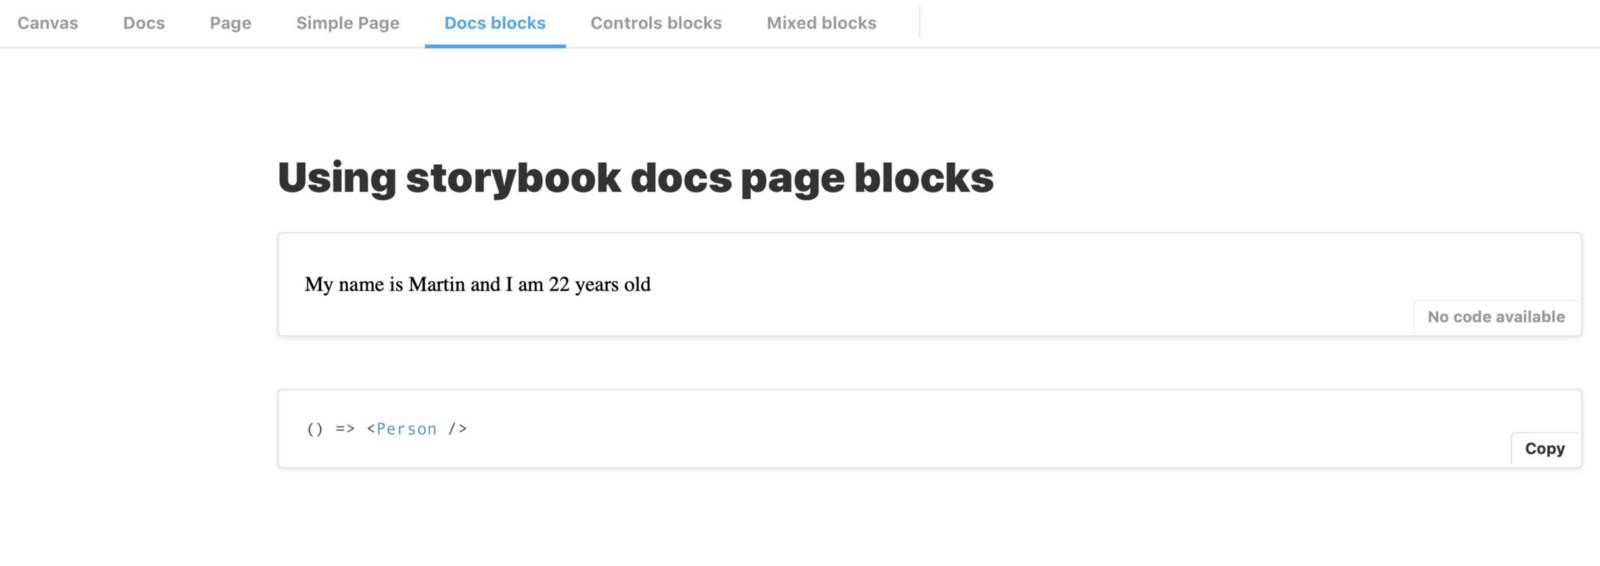 Canvas Docs Page Simple Page Docs blocks Controls blocks Mixed blocks
Using storybook docs page blocks
My name is Martin and I am 22 years old
No code available
() => <Person />
Copy